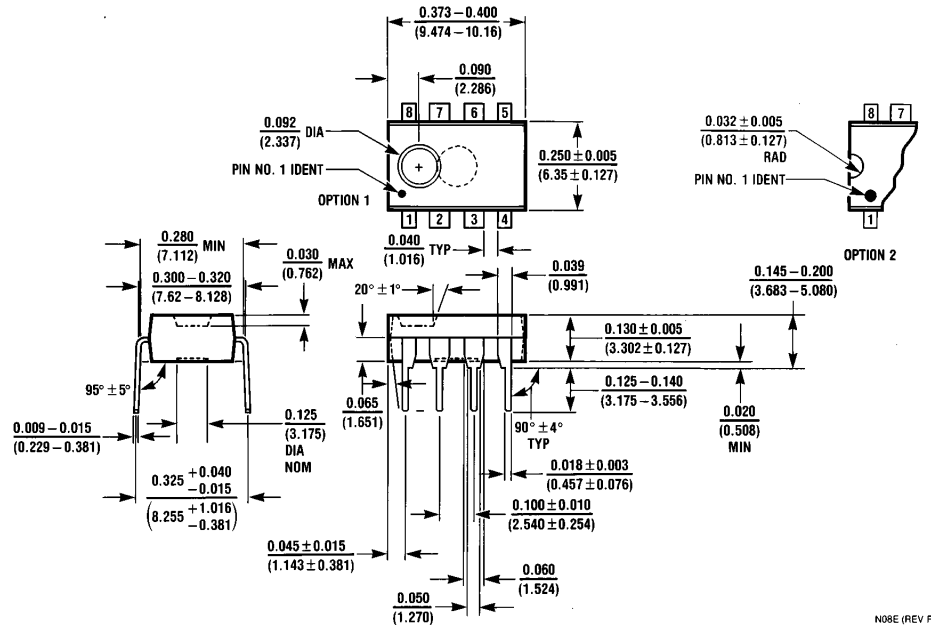 0.373 – 0.400
(9.474 – 10.16)
0.090
(2.286)
8 7 6 5
0.092 DIA
(2.337)
PIN NO. 1 IDENT
OPTION 1
1 2 3 4
0.250 ± 0.005
(6.35 ± 0.127)
8 7
0.032 ± 0.005
(0.813 ± 0.127)
RAD
PIN NO. 1 IDENT
1
OPTION 2
0.280 MIN
(7.112)
0.300 – 0.320
(7.62 – 8.128)
0.030 MAX
(0.762)
0.040 TYP
(1.016)
0.039
(0.991)
20° ± 1°
0.145 – 0.200
(3.683 – 5.080)
0.130 ± 0.005
(3.302 ± 0.127)
0.125 – 0.140
(3.175 – 3.556)
0.020
(0.508)
MIN
95° ± 5°
0.009 – 0.015
(0.229 – 0.381)
0.125
(3.175)
DIA
NOM
0.065
(1.651)
90° ± 4°
TYP
0.018 ± 0.003
(0.457 ± 0.076)
0.325 +0.040
–0.015
(8.255 +1.016
–0.381)
0.100 ± 0.010
(2.540 ± 0.254)
0.045 ± 0.015
(1.143 ± 0.381)
0.060
(1.524)
0.050
(1.270)
N08E (REV F